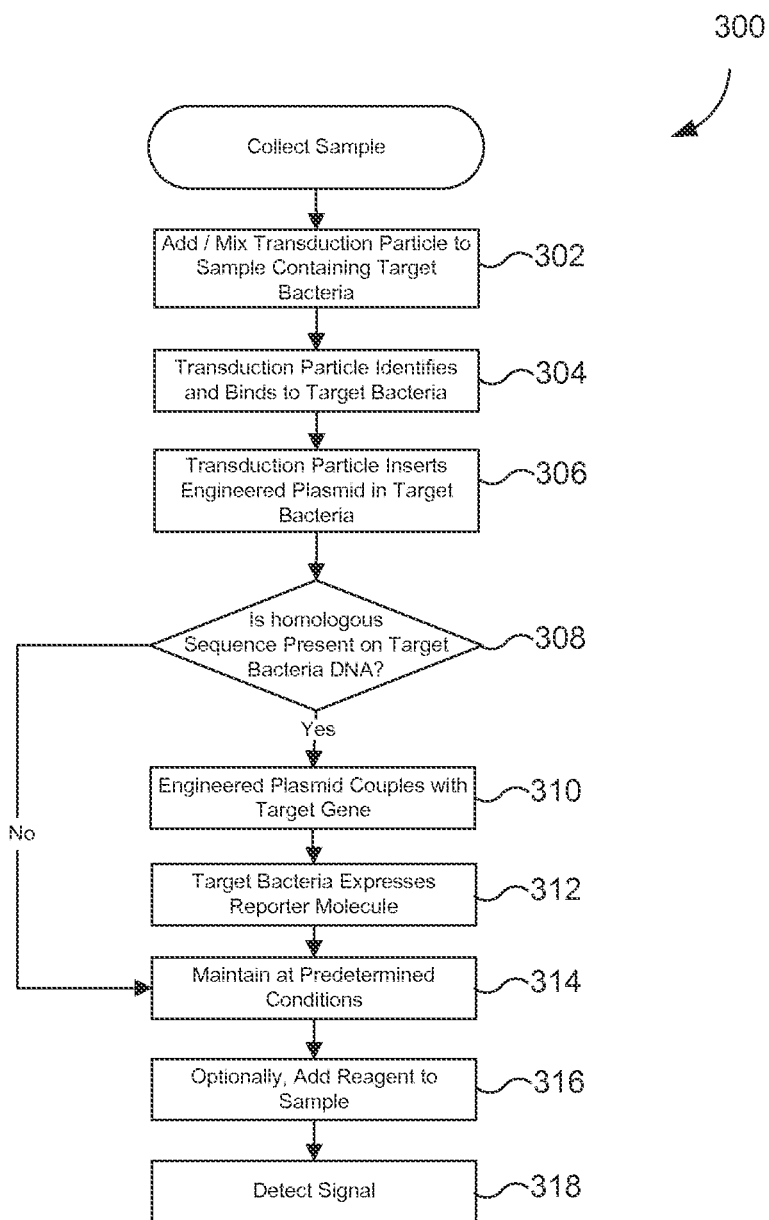 300
Collect Sample
Add / Mix Transduction Particle to
Sample Containing Target
Bacteria
302
Transduction Particle Identifies
and Binds to Target Bacteria
304
Transduction Particle Inserts
Engineered Plasmid in Target
Bacteria
306
Is homologous
Sequence Present on Target
Bacteria DNA?
308
Yes
Engineered Plasmid Couples with
Target Gene
310
No
Target Bacteria Expresses
Reporter Molecule
312
Maintain at Predetermined
Conditions
314
Optionally, Add Reagent to
Sample
316
Detect Signal
318